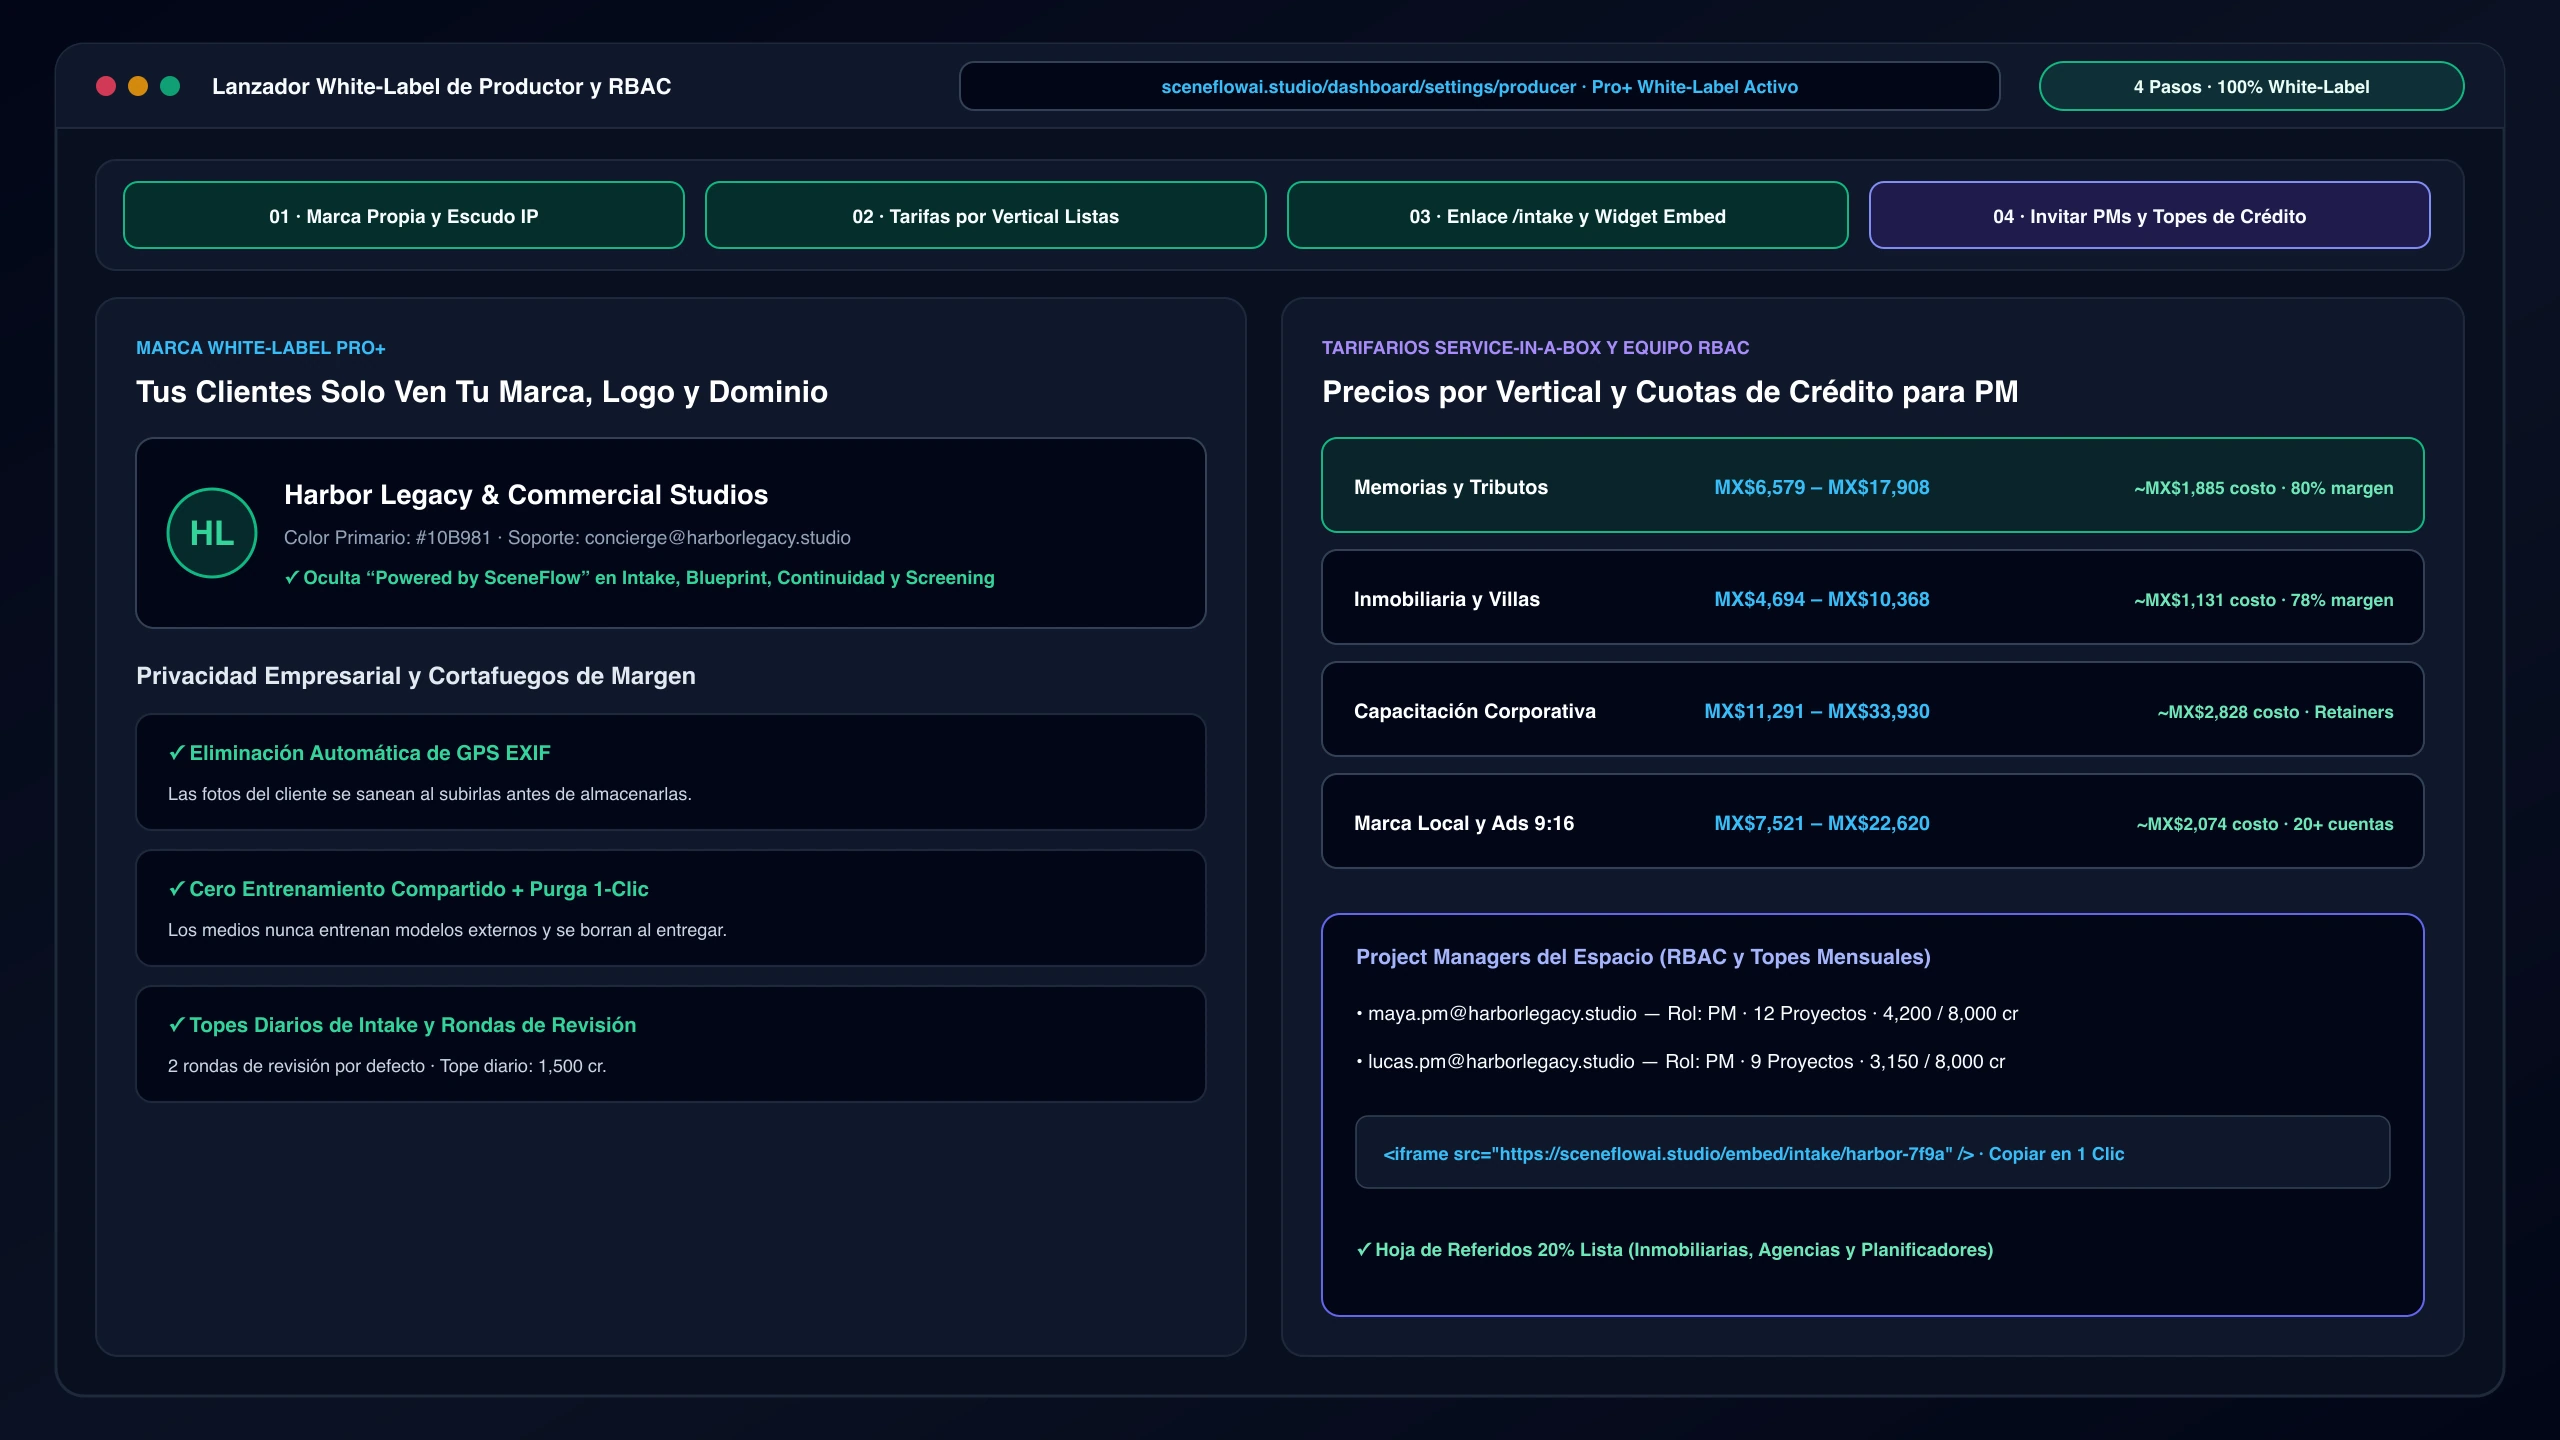 Lanzador White-Label de Productor y RBAC
sceneflowai.studio/dashboard/settings/producer · Pro+ White-Label Activo
4 Pasos · 100% White-Label
01 · Marca Propia y Escudo IP
02 · Tarifas por Vertical Listas
03 · Enlace /intake y Widget Embed
04 · Invitar PMs y Topes de Crédito
MARCA WHITE-LABEL PRO+
Tus Clientes Solo Ven Tu Marca, Logo y Dominio
HL
Harbor Legacy & Commercial Studios
Color Primario: #10B981 · Soporte: concierge@harborlegacy.studio
✓ Oculta “Powered by SceneFlow” en Intake, Blueprint, Continuidad y Screening
Privacidad Empresarial y Cortafuegos de Margen
✓ Eliminación Automática de GPS EXIF
Las fotos del cliente se sanean al subirlas antes de almacenarlas.
✓ Cero Entrenamiento Compartido + Purga 1-Clic
Los medios nunca entrenan modelos externos y se borran al entregar.
✓ Topes Diarios de Intake y Rondas de Revisión
2 rondas de revisión por defecto · Tope diario: 1,500 cr.
TARIFARIOS SERVICE-IN-A-BOX Y EQUIPO RBAC
Precios por Vertical y Cuotas de Crédito para PM
Memorias y Tributos MX$6,579 – MX$17,908 ~MX$1,885 costo · 80% margen
Inmobiliaria y Villas MX$4,694 – MX$10,368 ~MX$1,131 costo · 78% margen
Capacitación Corporativa MX$11,291 – MX$33,930 ~MX$2,828 costo · Retainers
Marca Local y Ads 9:16 MX$7,521 – MX$22,620 ~MX$2,074 costo · 20+ cuentas
Project Managers del Espacio (RBAC y Topes Mensuales)
• maya.pm@harborlegacy.studio — Rol: PM · 12 Proyectos · 4,200 / 8,000 cr
• lucas.pm@harborlegacy.studio — Rol: PM · 9 Proyectos · 3,150 / 8,000 cr
<iframe src="https://sceneflowai.studio/embed/intake/harbor-7f9a" /> · Copiar en 1 Clic
✓ Hoja de Referidos 20% Lista (Inmobiliarias, Agencias y Planificadores)